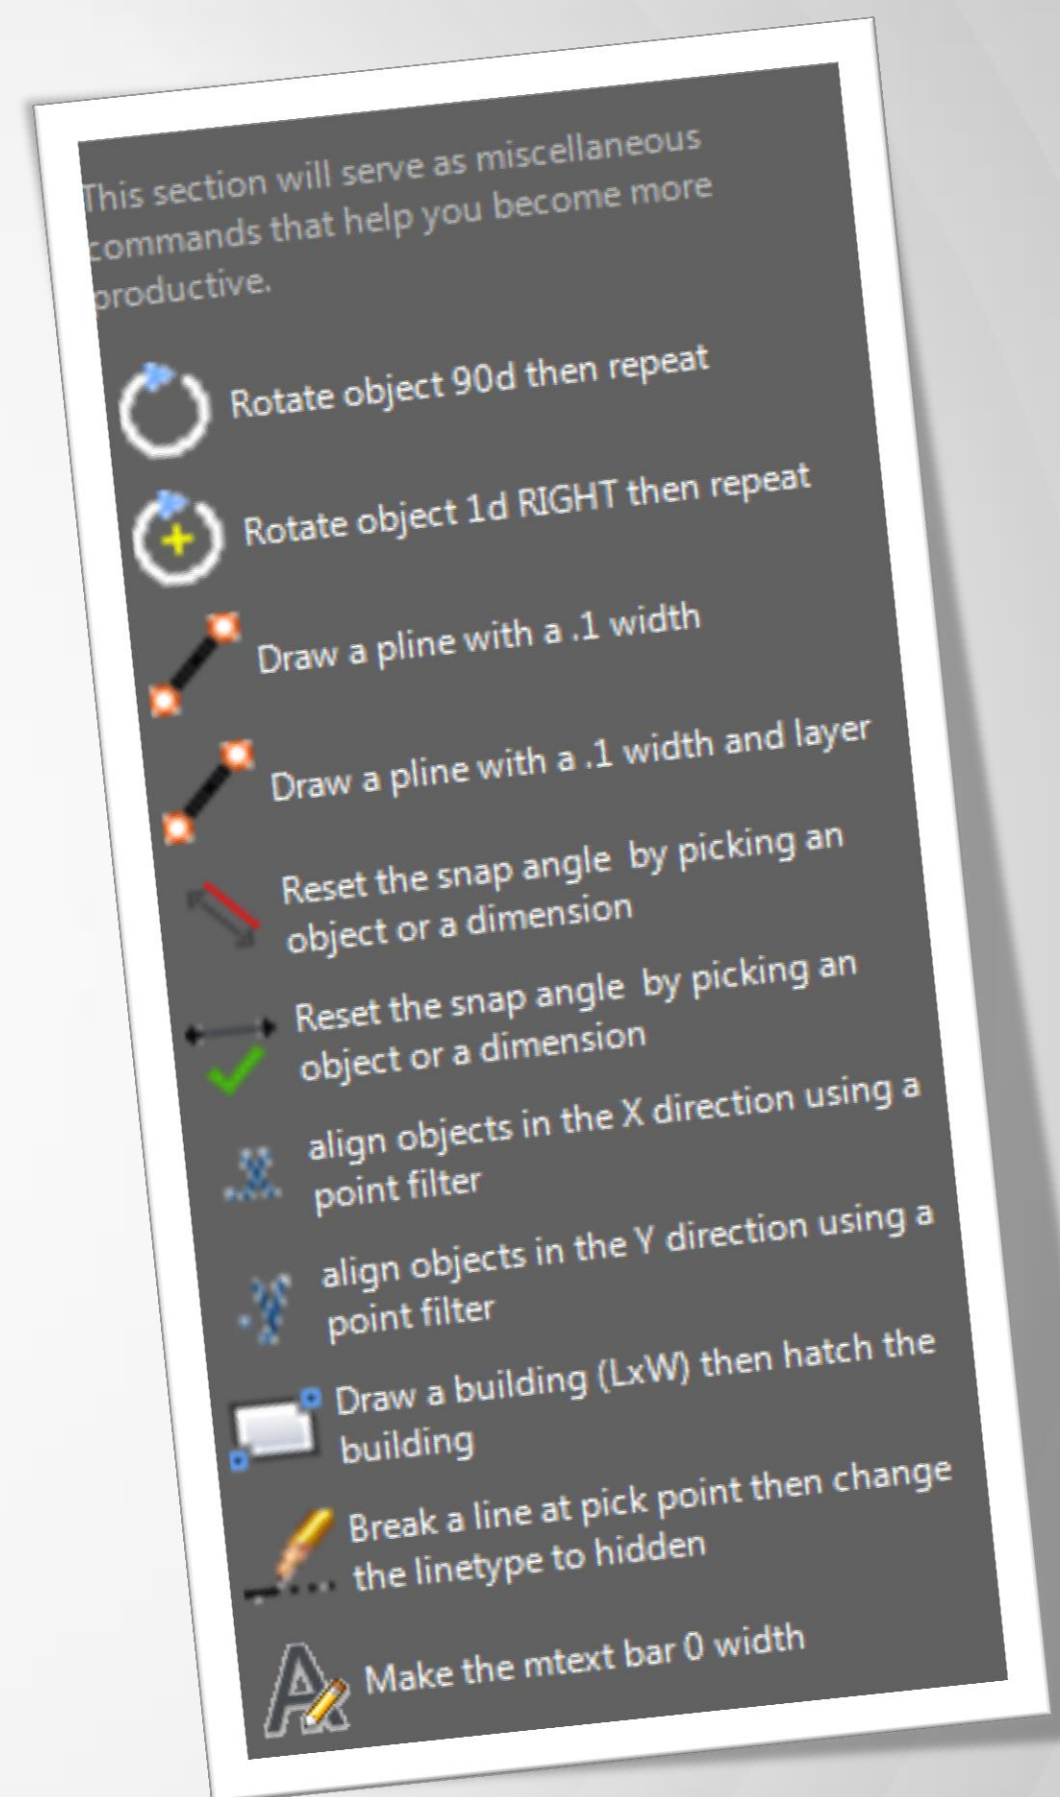 This section will serve as miscellaneous
commands that help you become more
productive.
Rotate object 90d then repeat
Rotate object 1d RIGHT then repeat
Draw a pline with a .1 width
Draw a pline with a .1 width and layer
Reset the snap angle  by picking an
object or a dimension
Reset the snap angle  by picking an
object or a dimension
align objects in the X direction using a
point filter
align objects in the Y direction using a
point filter
Draw a building (LxW) then hatch the
building
Break a line at pick point then change
the linetype to hidden
Make the mtext bar 0 width